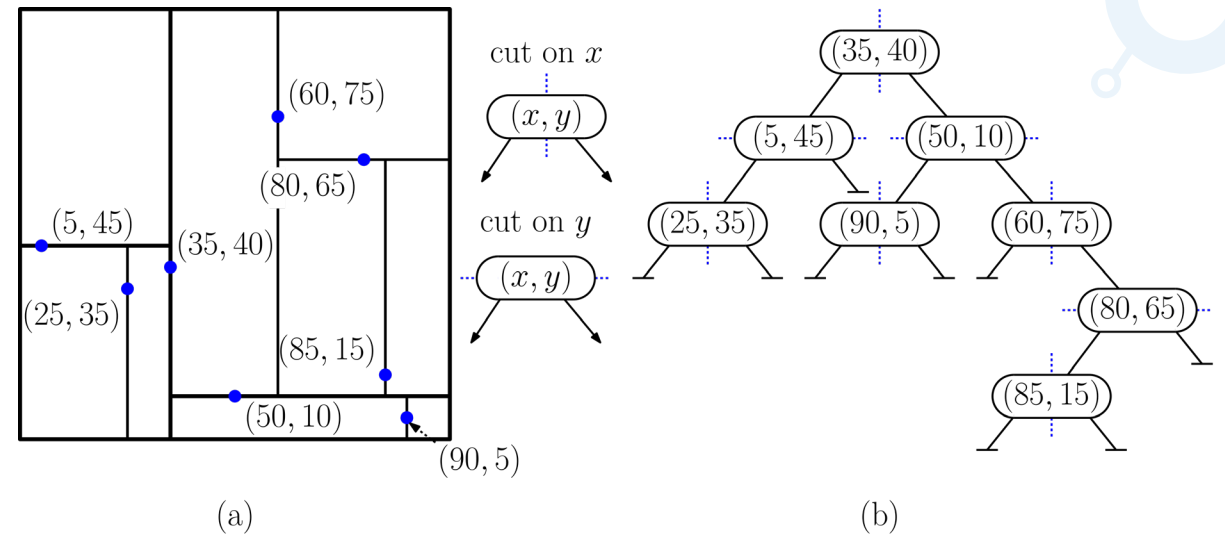 (60, 75)
(80, 65)
(5, 45)
(35, 40)
(25, 35)
(85, 15)
(50, 10)
(90, 5)
(a)
cut on x
(x, y)
cut on y
(x, y)
(35, 40)
(5, 45) (50, 10)
(25, 35) (90, 5) (60, 75)
(80, 65)
(85, 15)
(b)